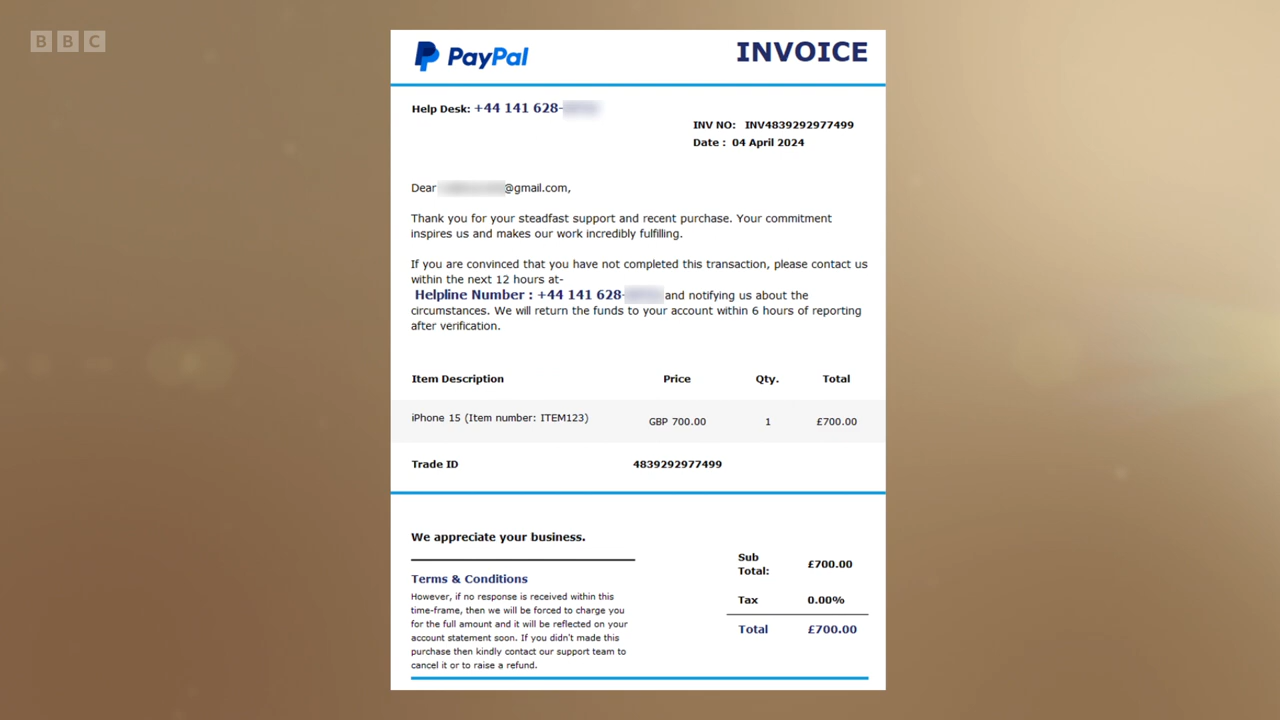 BBC
PayPal
INVOICE
Help Desk: +44 141 628-
INV NO: INV4839292977499
Date : 04 April 2024
Dear @gmail.com,
Thank you for your steadfast support and recent purchase. Your commitment
inspires us and makes our work incredibly fulfilling.
If you are convinced that you have not completed this transaction, please contact us
within the next 12 hours at-
Helpline Number : +44 141 628- and notifying us about the
circumstances. We will return the funds to your account within 6 hours of reporting
after verification.
Item Description Price Qty. Total
iPhone 15 (Item number: ITEM123) GBP 700.00 1 £700.00
Trade ID 4839292977499
We appreciate your business.
Terms & Conditions
However, if no response is received within this
time-frame, then we will be forced to charge you
for the full amount and it will be reflected on your
account statement soon. If you didn't made this
purchase then kindly contact our support team to
cancel it or to raise a refund.
Sub
Total: £700.00
Tax 0.00%
Total £700.00